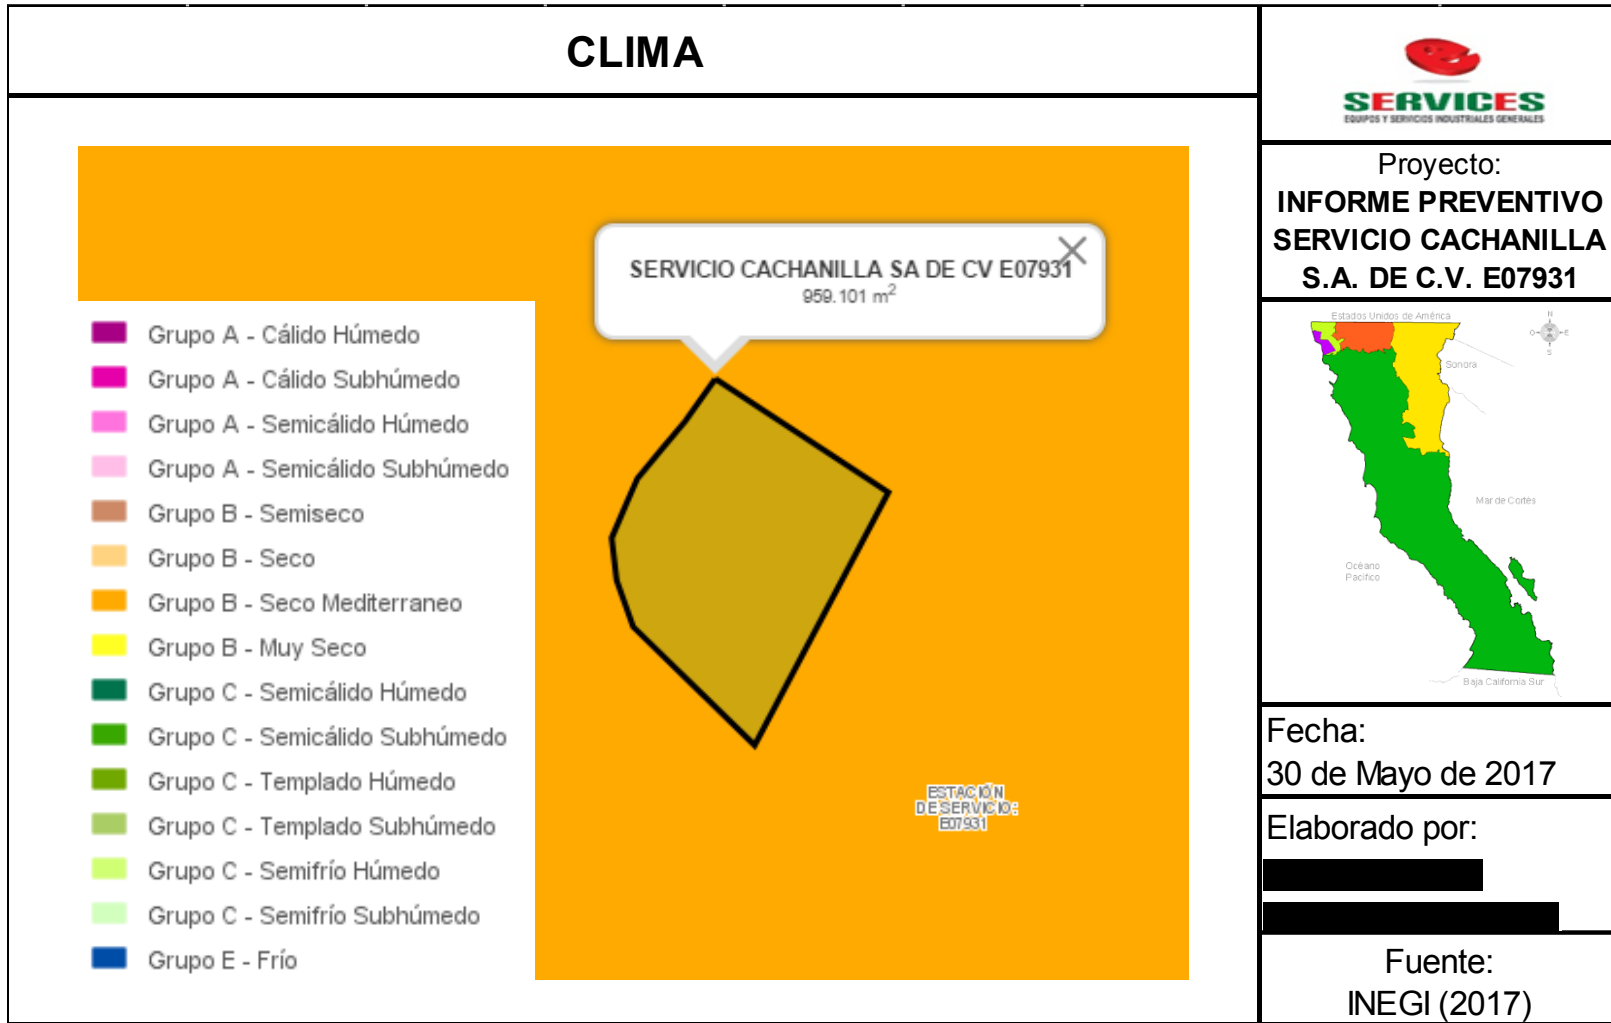 CLIMA
SERVICIO CACHANILLA SA DE CV E07931
959.101 m²
Grupo A - Cálido Húmedo
Grupo A - Cálido Subhúmedo
Grupo A - Semicálido Húmedo
Grupo A - Semicálido Subhúmedo
Grupo B - Semiseco
Grupo B - Seco
Grupo B - Seco Mediterraneo
Grupo B - Muy Seco
Grupo C - Semicálido Húmedo
Grupo C - Semicálido Subhúmedo
Grupo C - Templado Húmedo
Grupo C - Templado Subhúmedo
Grupo C - Semifrío Húmedo
Grupo C - Semifrío Subhúmedo
Grupo E - Frío
ESTACIÓN
DE SERVICIO:
E07931
SERVICES
EQUIPOS Y SERVICIOS INDUSTRIALES GENERALES
Proyecto:
INFORME PREVENTIVO
SERVICIO CACHANILLA
S.A. DE C.V. E07931
Estados Unidos de América
N
O E
S
Sonora
Mar de Cortés
Océano
Pacífico
Baja California Sur
Fecha:
30 de Mayo de 2017
Elaborado por:
Fuente:
INEGI (2017)